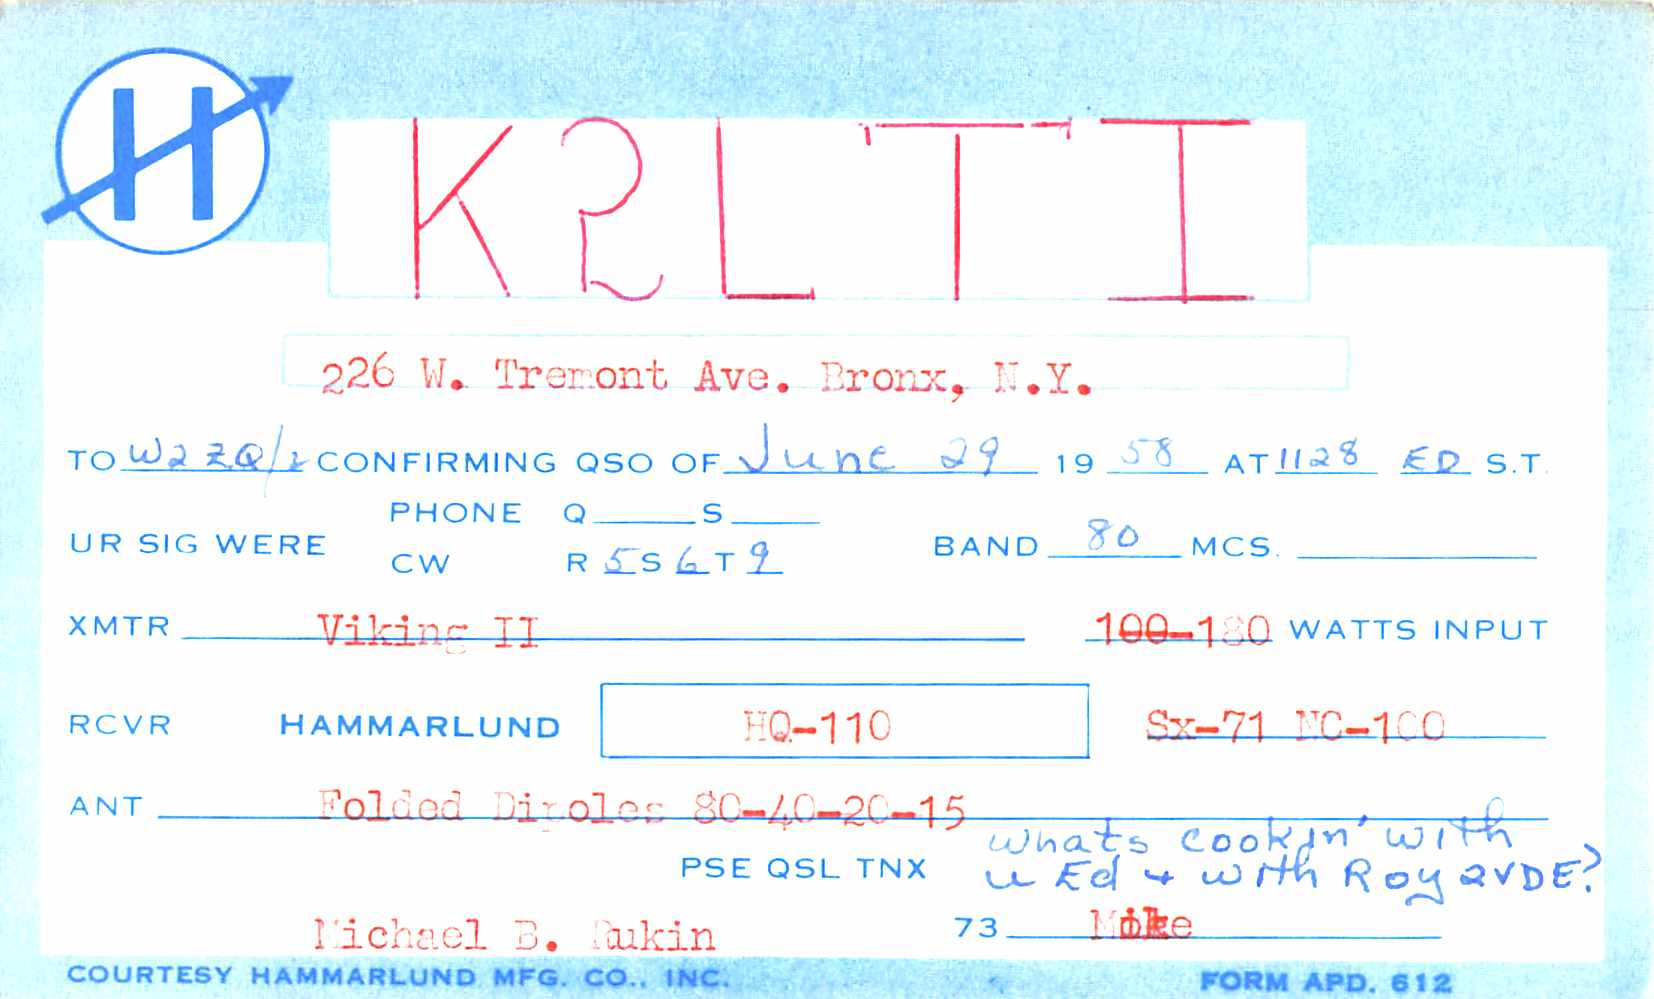 H
K2LTI
226 W. Tremont Ave. Bronx, N.Y.
TO W2ZQ/2 CONFIRMING QSO OF June 29 19 58 AT 1128 ED S.T.
PHONE Q S
UR SIG WERE BAND 80 MCS.
CW R 5 S 6 T 9
XMTR Viking II 100-180 WATTS INPUT
RCVR HAMMARLUND HQ-110 Sx-71 NC-100
ANT Folded Dipoles 80-40-20-15
whats cookin' with
PSE QSL TNX u Ed + with Roy 2VDE?
Michael B. Rukin 73 Mike
COURTESY HAMMARLUND MFG. CO., INC. FORM APD. 612